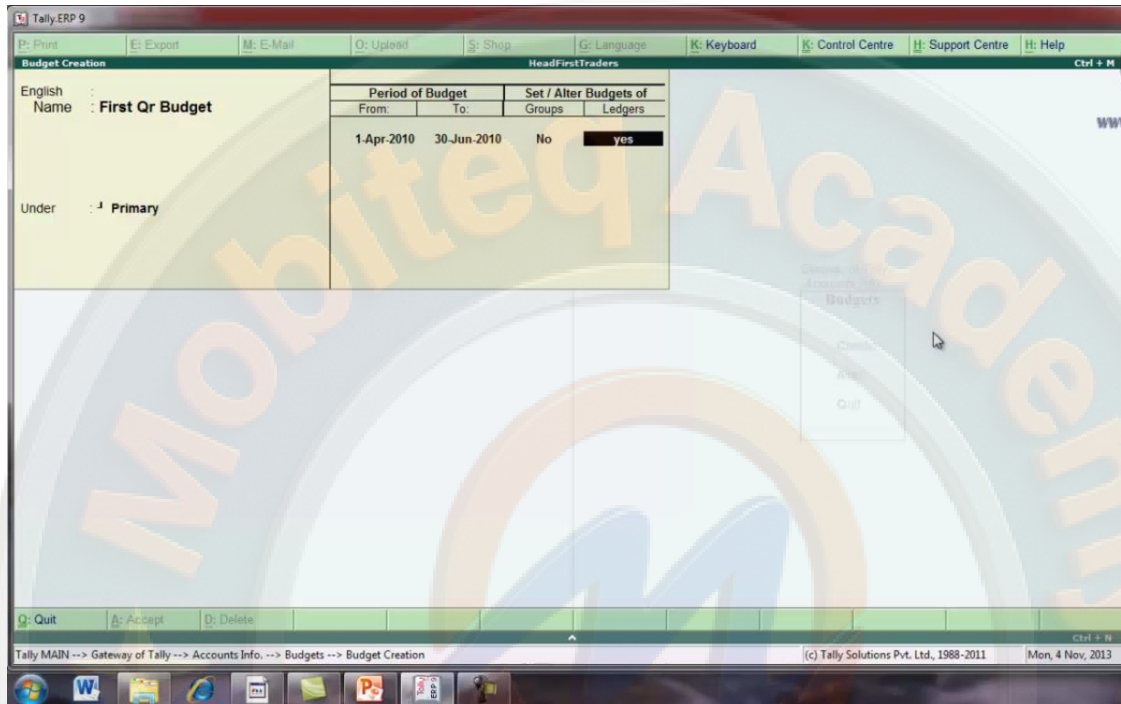 Tally.ERP 9
P: Print E: Export M: E-Mail O: Upload S: Shop G: Language K: Keyboard K: Control Centre H: Support Centre H: Help
Budget Creation HeadFirstTraders Ctrl + M
English :
Name : First Qr Budget
Period of Budget Set / Alter Budgets of
From: To: Groups Ledgers
1-Apr-2010 30-Jun-2010 No yes
www
Under : ┘ Primary
Budgets
Create
Alter
Quit
Mobiteq Academ
Q: Quit A: Accept D: Delete
Ctrl + N
Tally MAIN --> Gateway of Tally --> Accounts Info. --> Budgets --> Budget Creation (c) Tally Solutions Pvt. Ltd., 1988-2011 Mon, 4 Nov, 2013